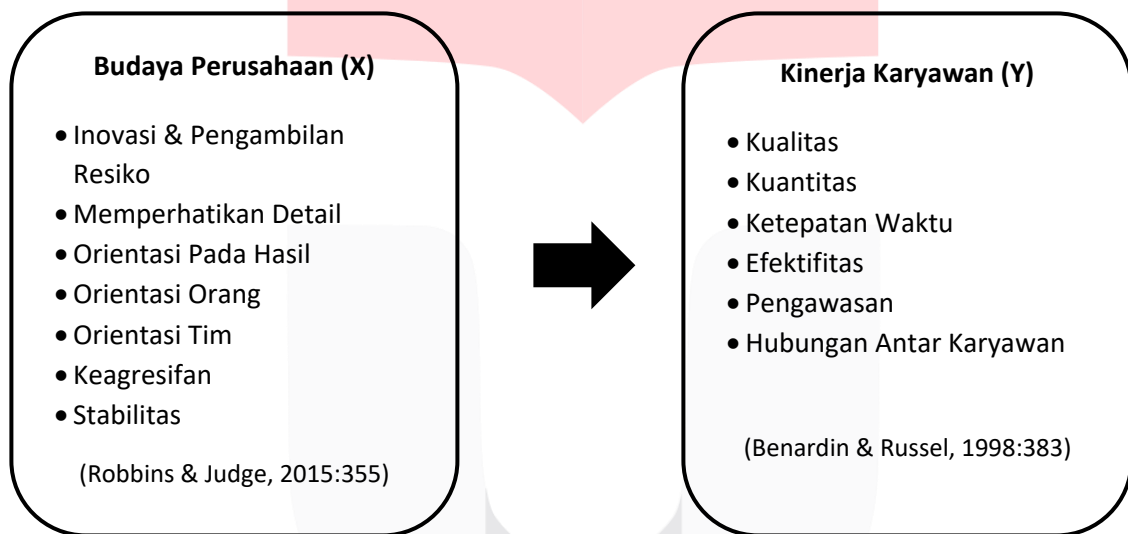 Budaya Perusahaan (X)
• Inovasi & Pengambilan
Resiko
• Memperhatikan Detail
• Orientasi Pada Hasil
• Orientasi Orang
• Orientasi Tim
• Keagresifan
• Stabilitas
(Robbins & Judge, 2015:355)
Kinerja Karyawan (Y)
• Kualitas
• Kuantitas
• Ketepatan Waktu
• Efektifitas
• Pengawasan
• Hubungan Antar Karyawan
(Benardin & Russel, 1998:383)